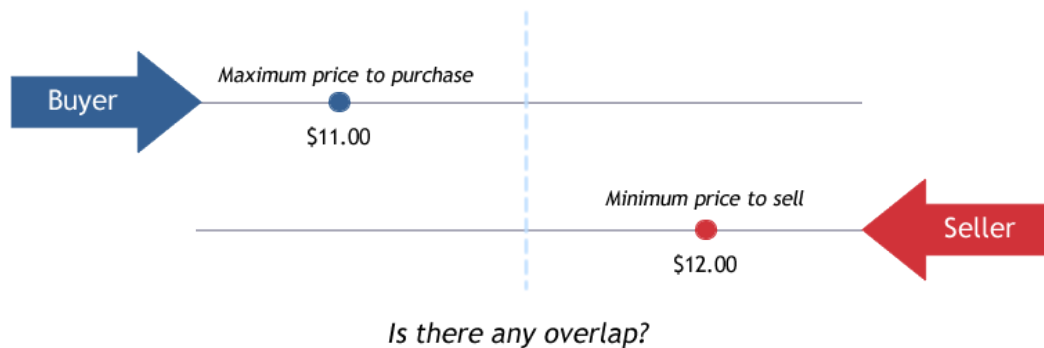 Maximum price to purchase
Buyer
$11.00
Minimum price to sell
Seller
$12.00
Is there any overlap?